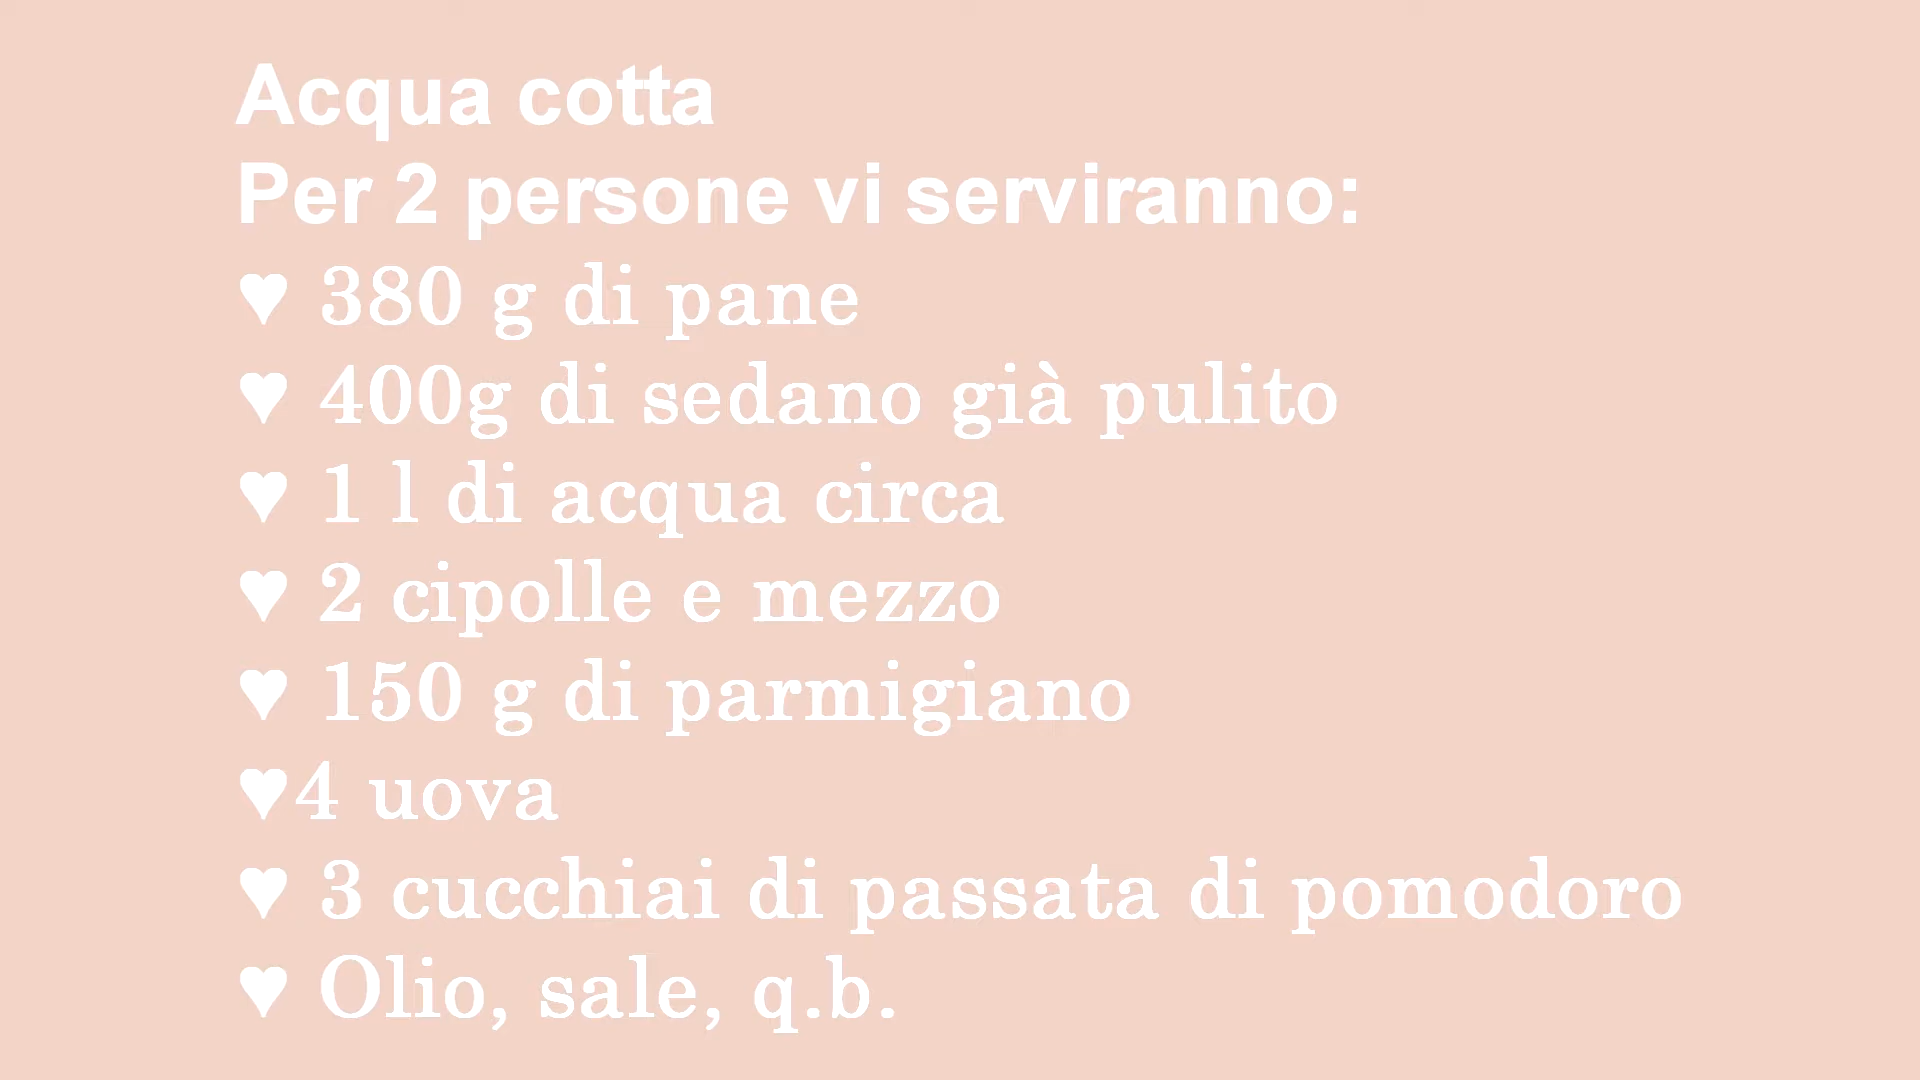 Acqua cotta
Per 2 persone vi serviranno:
♥ 380 g di pane
♥ 400g di sedano già pulito
♥ 1 l di acqua circa
♥ 2 cipolle e mezzo
♥ 150 g di parmigiano
♥4 uova
♥ 3 cucchiai di passata di pomodoro
♥ Olio, sale, q.b.